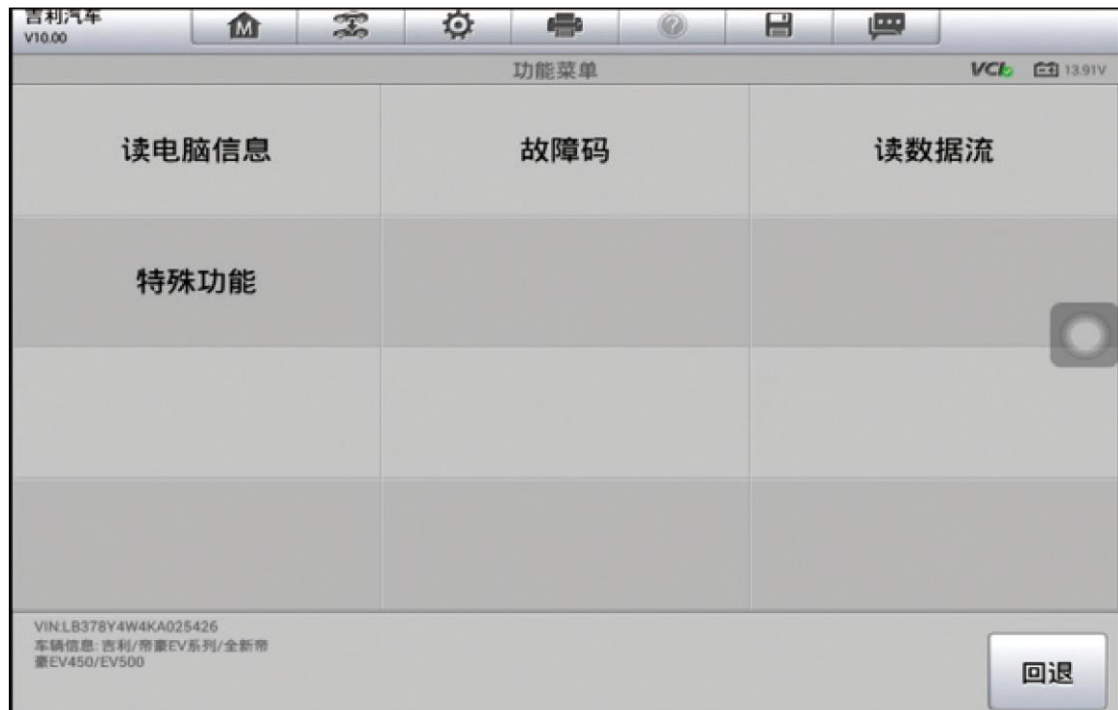 吉利汽车
V10.00
M
功能菜单
VCI
13.91V
读电脑信息
故障码
读数据流
特殊功能
VIN:LB378Y4W4KA025426
车辆信息: 吉利/帝豪EV系列/全新帝
豪EV450/EV500
回退